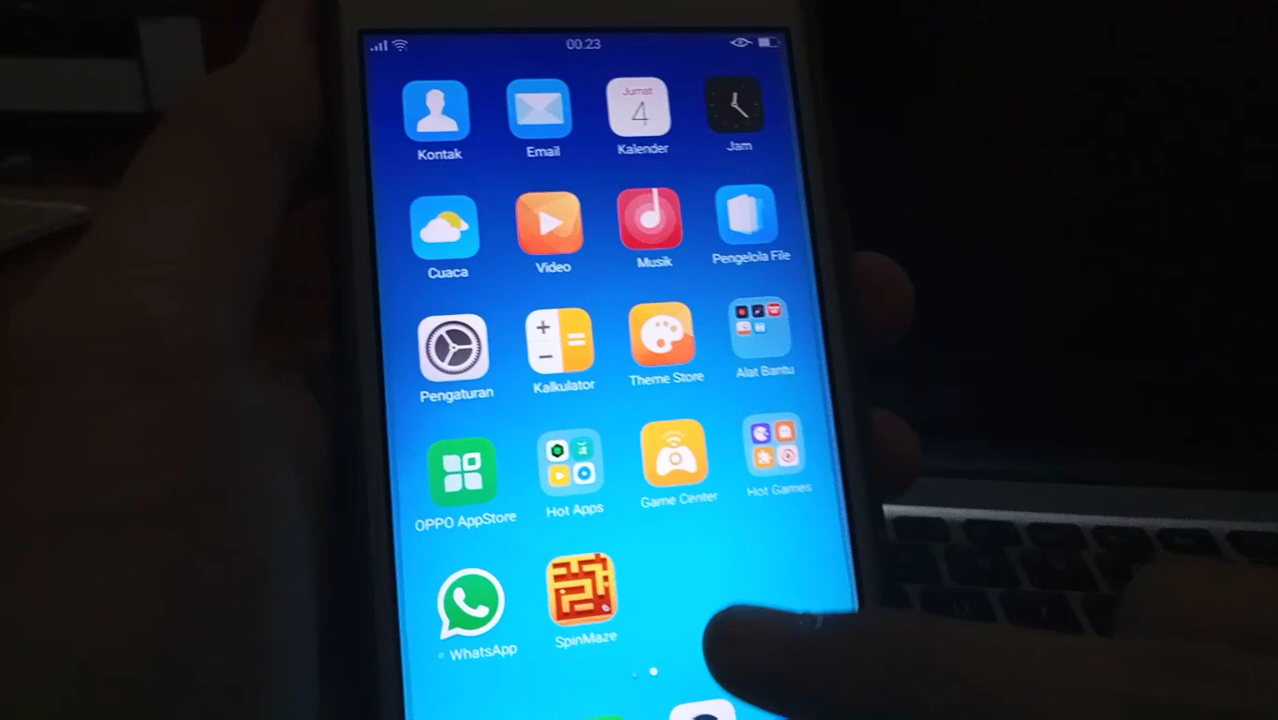 00.23
Kontak
Email
Jumat
4
Kalender
Jam
Cuaca
Video
Musik
Pengelola File
Pengaturan
Kalkulator
Theme Store
Alat Bantu
OPPO AppStore
Hot Apps
Game Center
Hot Games
WhatsApp
SpinMaze